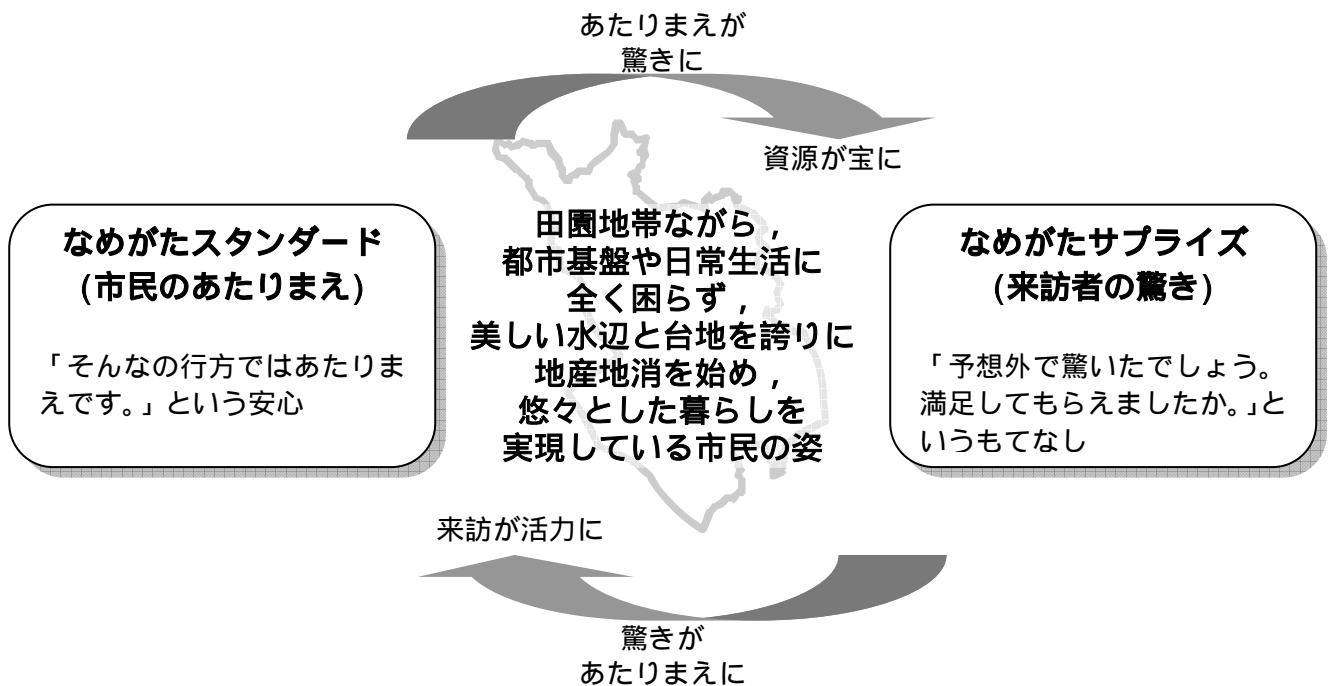 あたりまえが
驚きに
資源が宝に
なめがたスタンダード
(市民のあたりまえ)
「そんなの行方ではあたりま
えです。」という安心
田園地帯ながら，
都市基盤や日常生活に
全く困らず，
美しい水辺と台地を誇りに
地産地消を始め，
悠々とした暮らしを
実現している市民の姿
なめがたサプライズ
(来訪者の驚き)
「予想外で驚いたでしょう。
満足してもらえましたか。」と
いうもてなし
来訪が活力に
驚きが
あたりまえに